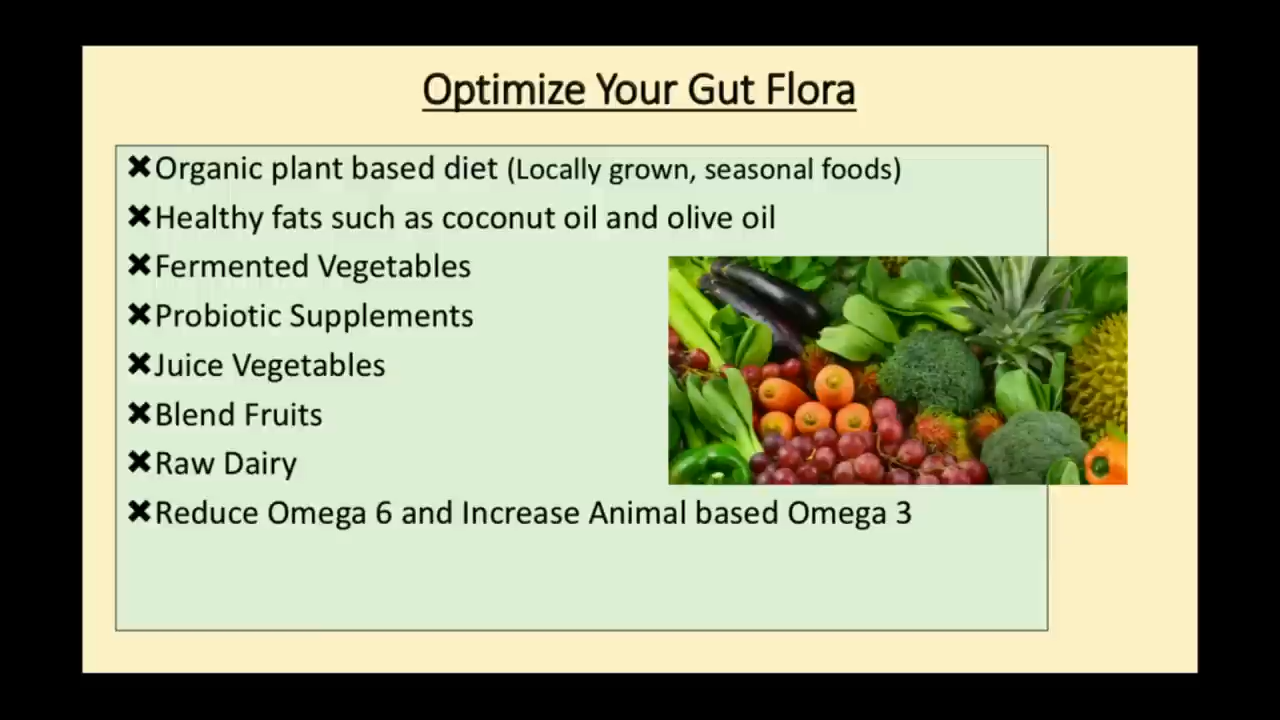 Optimize Your Gut Flora
✖Organic plant based diet (Locally grown, seasonal foods)
✖Healthy fats such as coconut oil and olive oil
✖Fermented Vegetables
✖Probiotic Supplements
✖Juice Vegetables
✖Blend Fruits
✖Raw Dairy
✖Reduce Omega 6 and Increase Animal based Omega 3